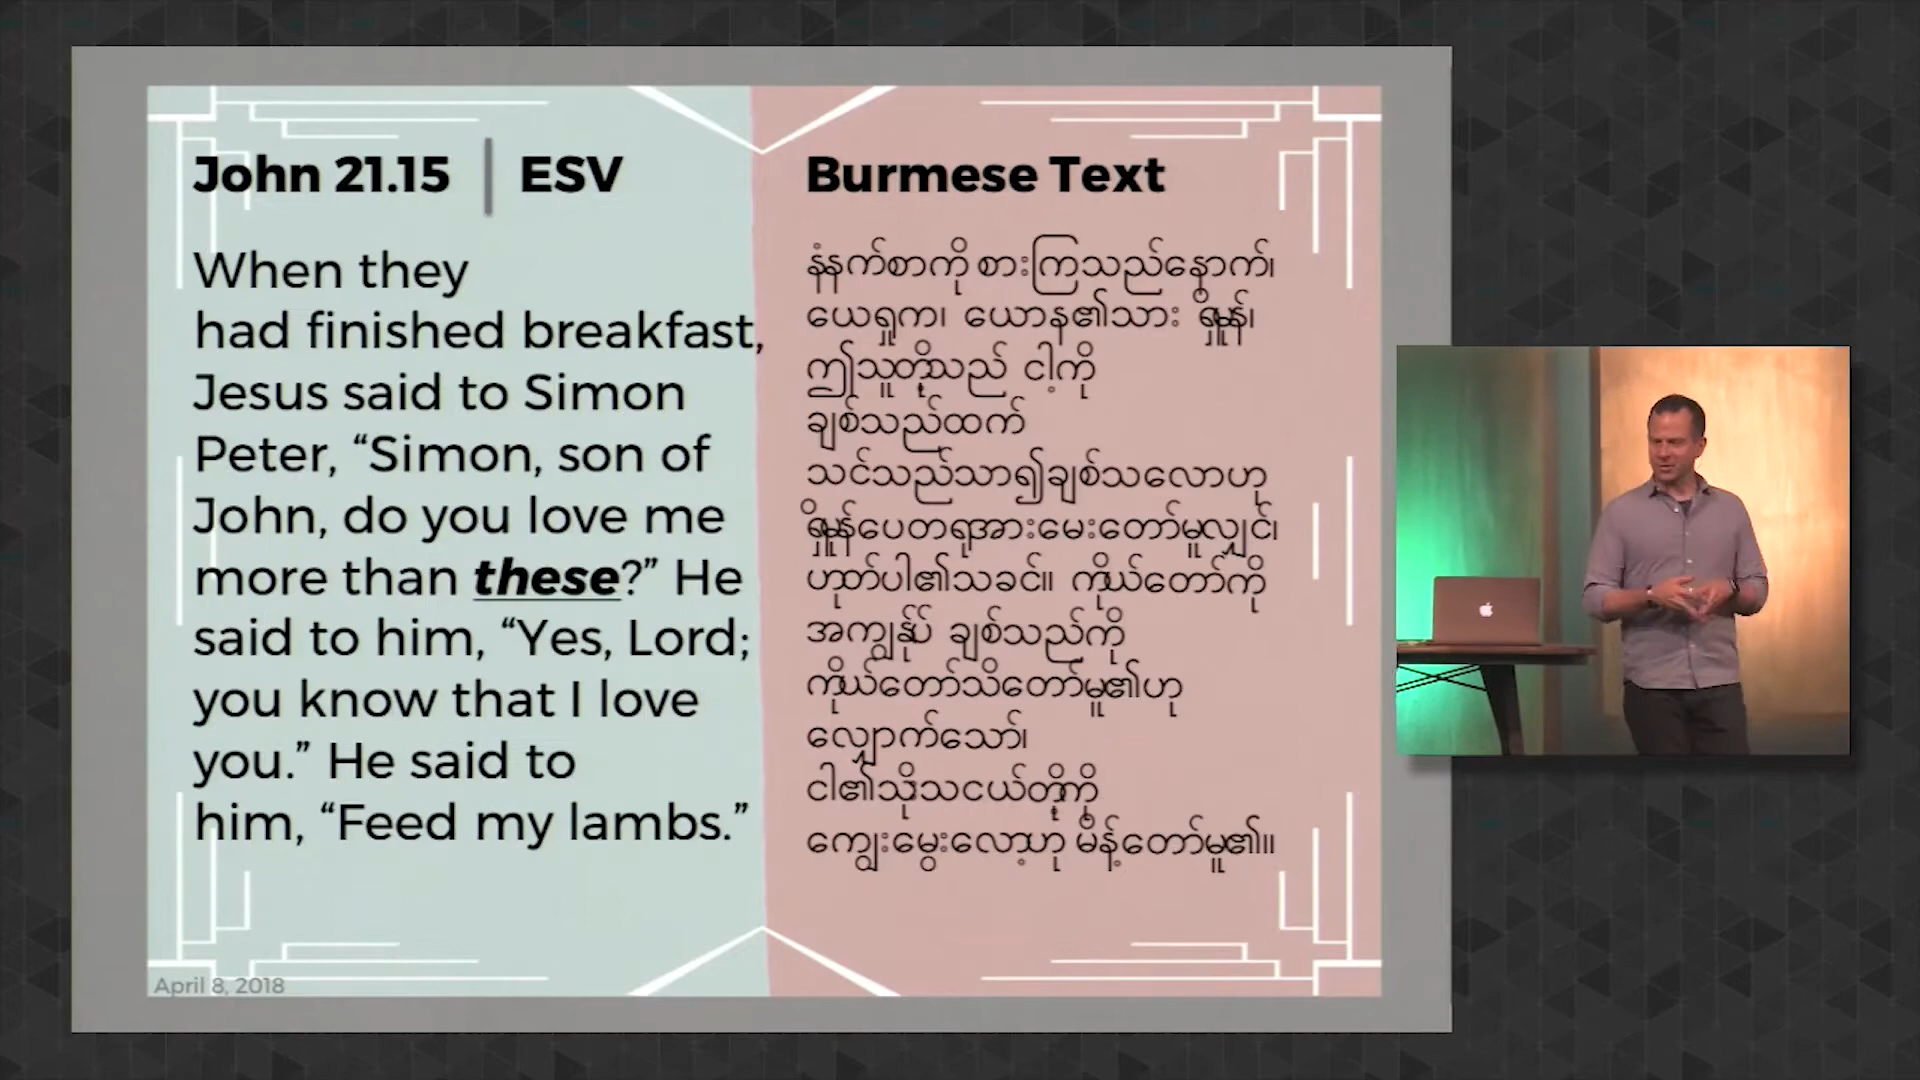 John 21.15 | ESV
When they
had finished breakfast,
Jesus said to Simon
Peter, “Simon, son of
John, do you love me
more than these?” He
said to him, “Yes, Lord;
you know that I love
you.” He said to
him, “Feed my lambs.”
April 8, 2018
Burmese Text
နံနက်စာကို စားကြသည်နောက်၊
ယေရှုက၊ ယောန၏သား ရှိမုန်၊
ဤသူတို့သည် ငါ့ကို
ချစ်သည်ထက်
သင်သည်သာ၍ချစ်သလောဟု
ရှိမုန်ပေတရုအားမေးတော်မူလျှင်၊
ဟုတ်ပါ၏သခင်။ ကိုယ်တော်ကို
အကျွန်ုပ် ချစ်သည်ကို
ကိုယ်တော်သိတော်မူ၏ဟု
လျှောက်သော်၊
ငါ၏သိုးသငယ်တို့ကို
ကျွေးမွေးလော့ဟု မိန့်တော်မူ၏။